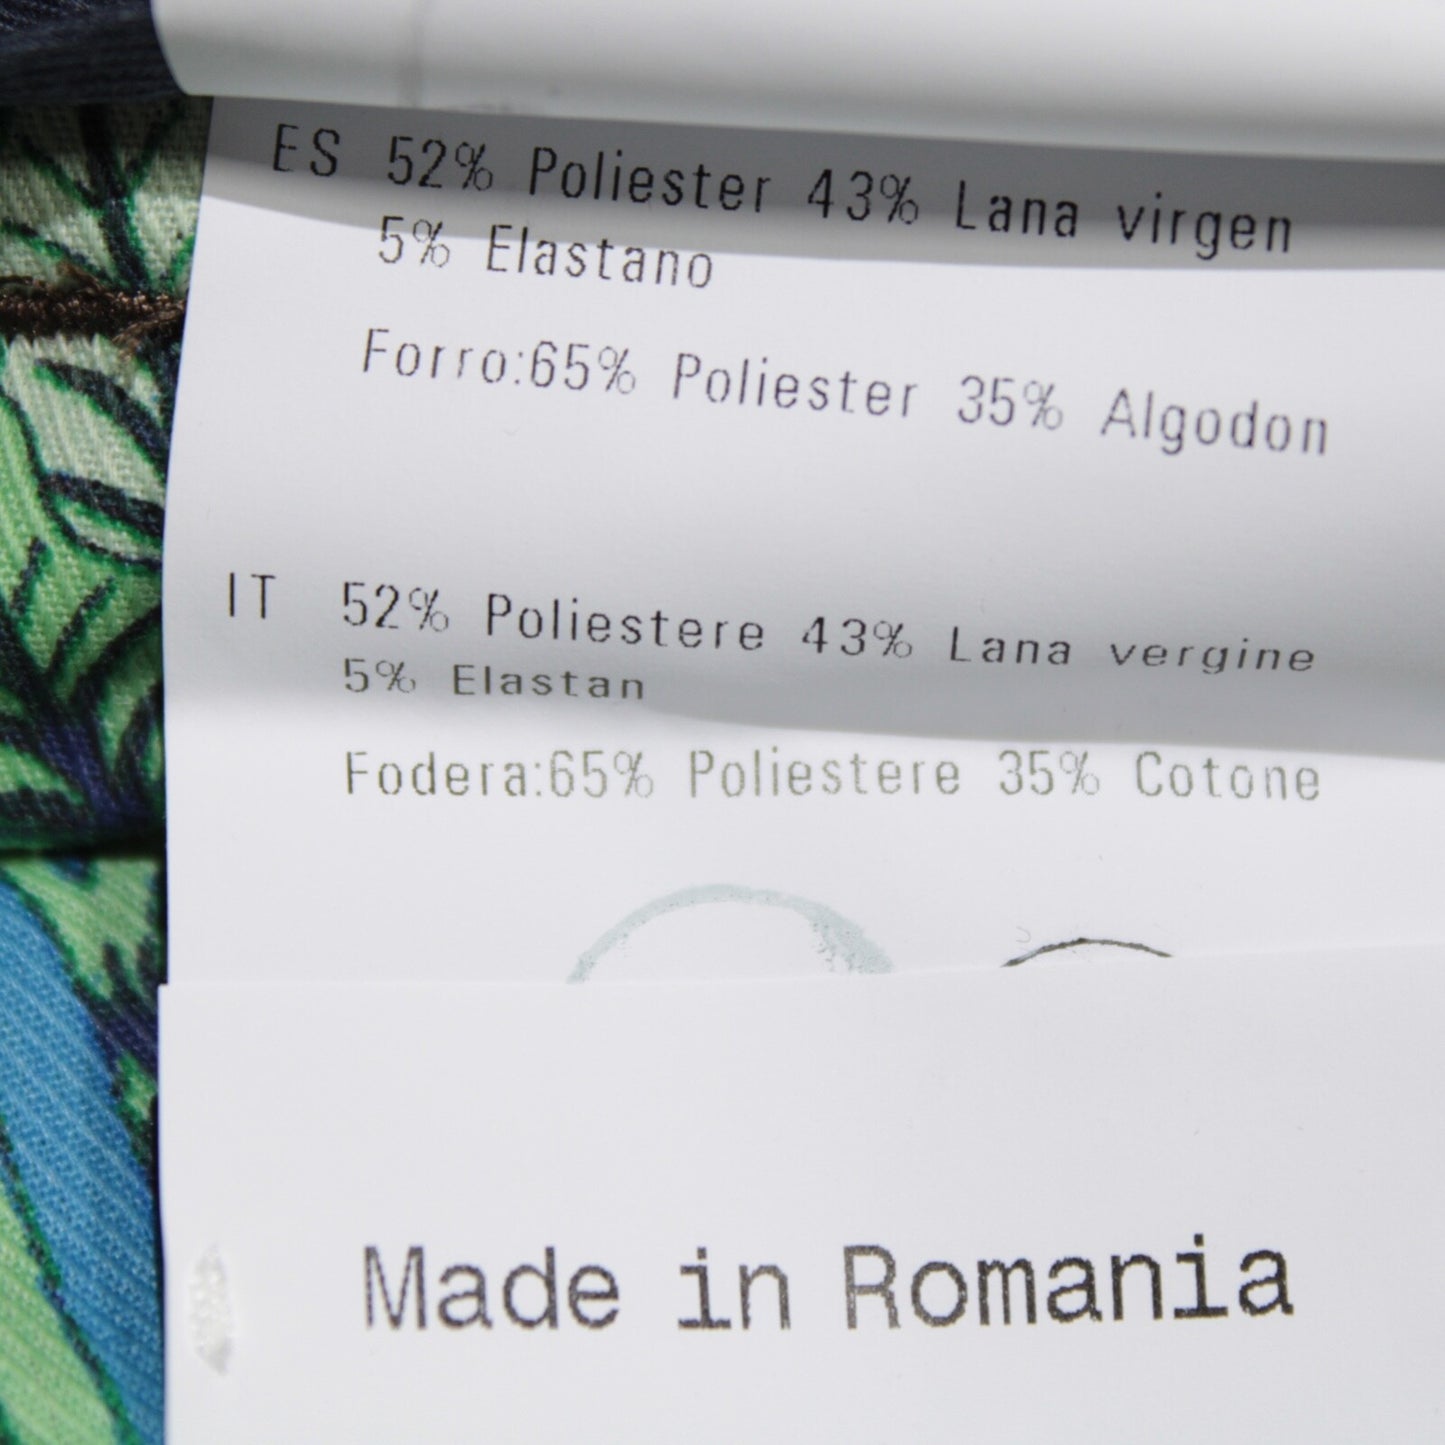 ES 52% Poliester 43% Lana virgen
5% Elastano
Forro:65% Poliester 35% Algodon
IT 52% Poliestere 43% Lana vergine
5% Elastan
Fodera:65% Poliestere 35% Cotone
Made in Romania